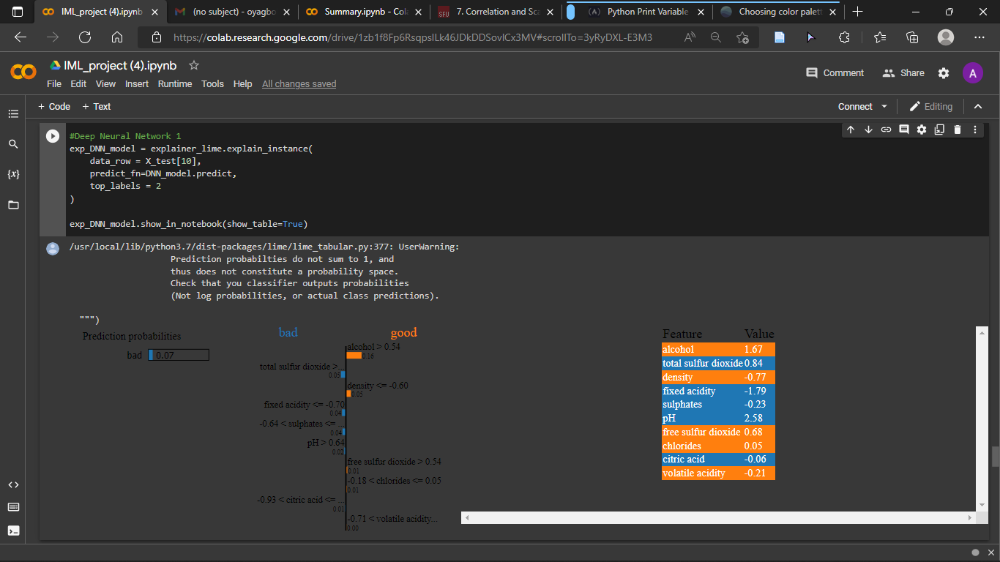 IML_project (4).ipynb
(no subject) - oyagbo
Summary.ipynb - Col
SFU
7. Correlation and Sca
Python Print Variable
Choosing color palett
https://colab.research.google.com/drive/1zb1f8Fp6RsqpsILk46JDkDDSovICx3MV#scrollTo=3yRyDXL-E3M3
IML_project (4).ipynb
Comment
Share
A
File Edit View Insert Runtime Tools Help All changes saved
+ Code + Text
Connect
Editing
#Deep Neural Network 1
exp_DNN_model = explainer_lime.explain_instance(
data_row = X_test[10],
predict_fn=DNN_model.predict,
top_labels = 2
)
exp_DNN_model.show_in_notebook(show_table=True)
/usr/local/lib/python3.7/dist-packages/lime/lime_tabular.py:377: UserWarning:
Prediction probabilties do not sum to 1, and
thus does not constitute a probability space.
Check that you classifier outputs probabilities
(Not log probabilities, or actual class predictions).
""")
Prediction probabilities
bad 0.07
bad good
alcohol > 0.54
0.16
total sulfur dioxide >...
0.05
density <= -0.60
0.05
fixed acidity <= -0.70
0.04
-0.64 < sulphates <= ...
0.04
pH > 0.64
0.02
free sulfur dioxide > 0.54
0.01
-0.18 < chlorides <= 0.05
0.01
-0.93 < citric acid <= ...
0.01
-0.71 < volatile acidity...
0.00
Feature Value
alcohol 1.67
total sulfur dioxide 0.84
density -0.77
fixed acidity -1.79
sulphates -0.23
pH 2.58
free sulfur dioxide 0.68
chlorides 0.05
citric acid -0.06
volatile acidity -0.21